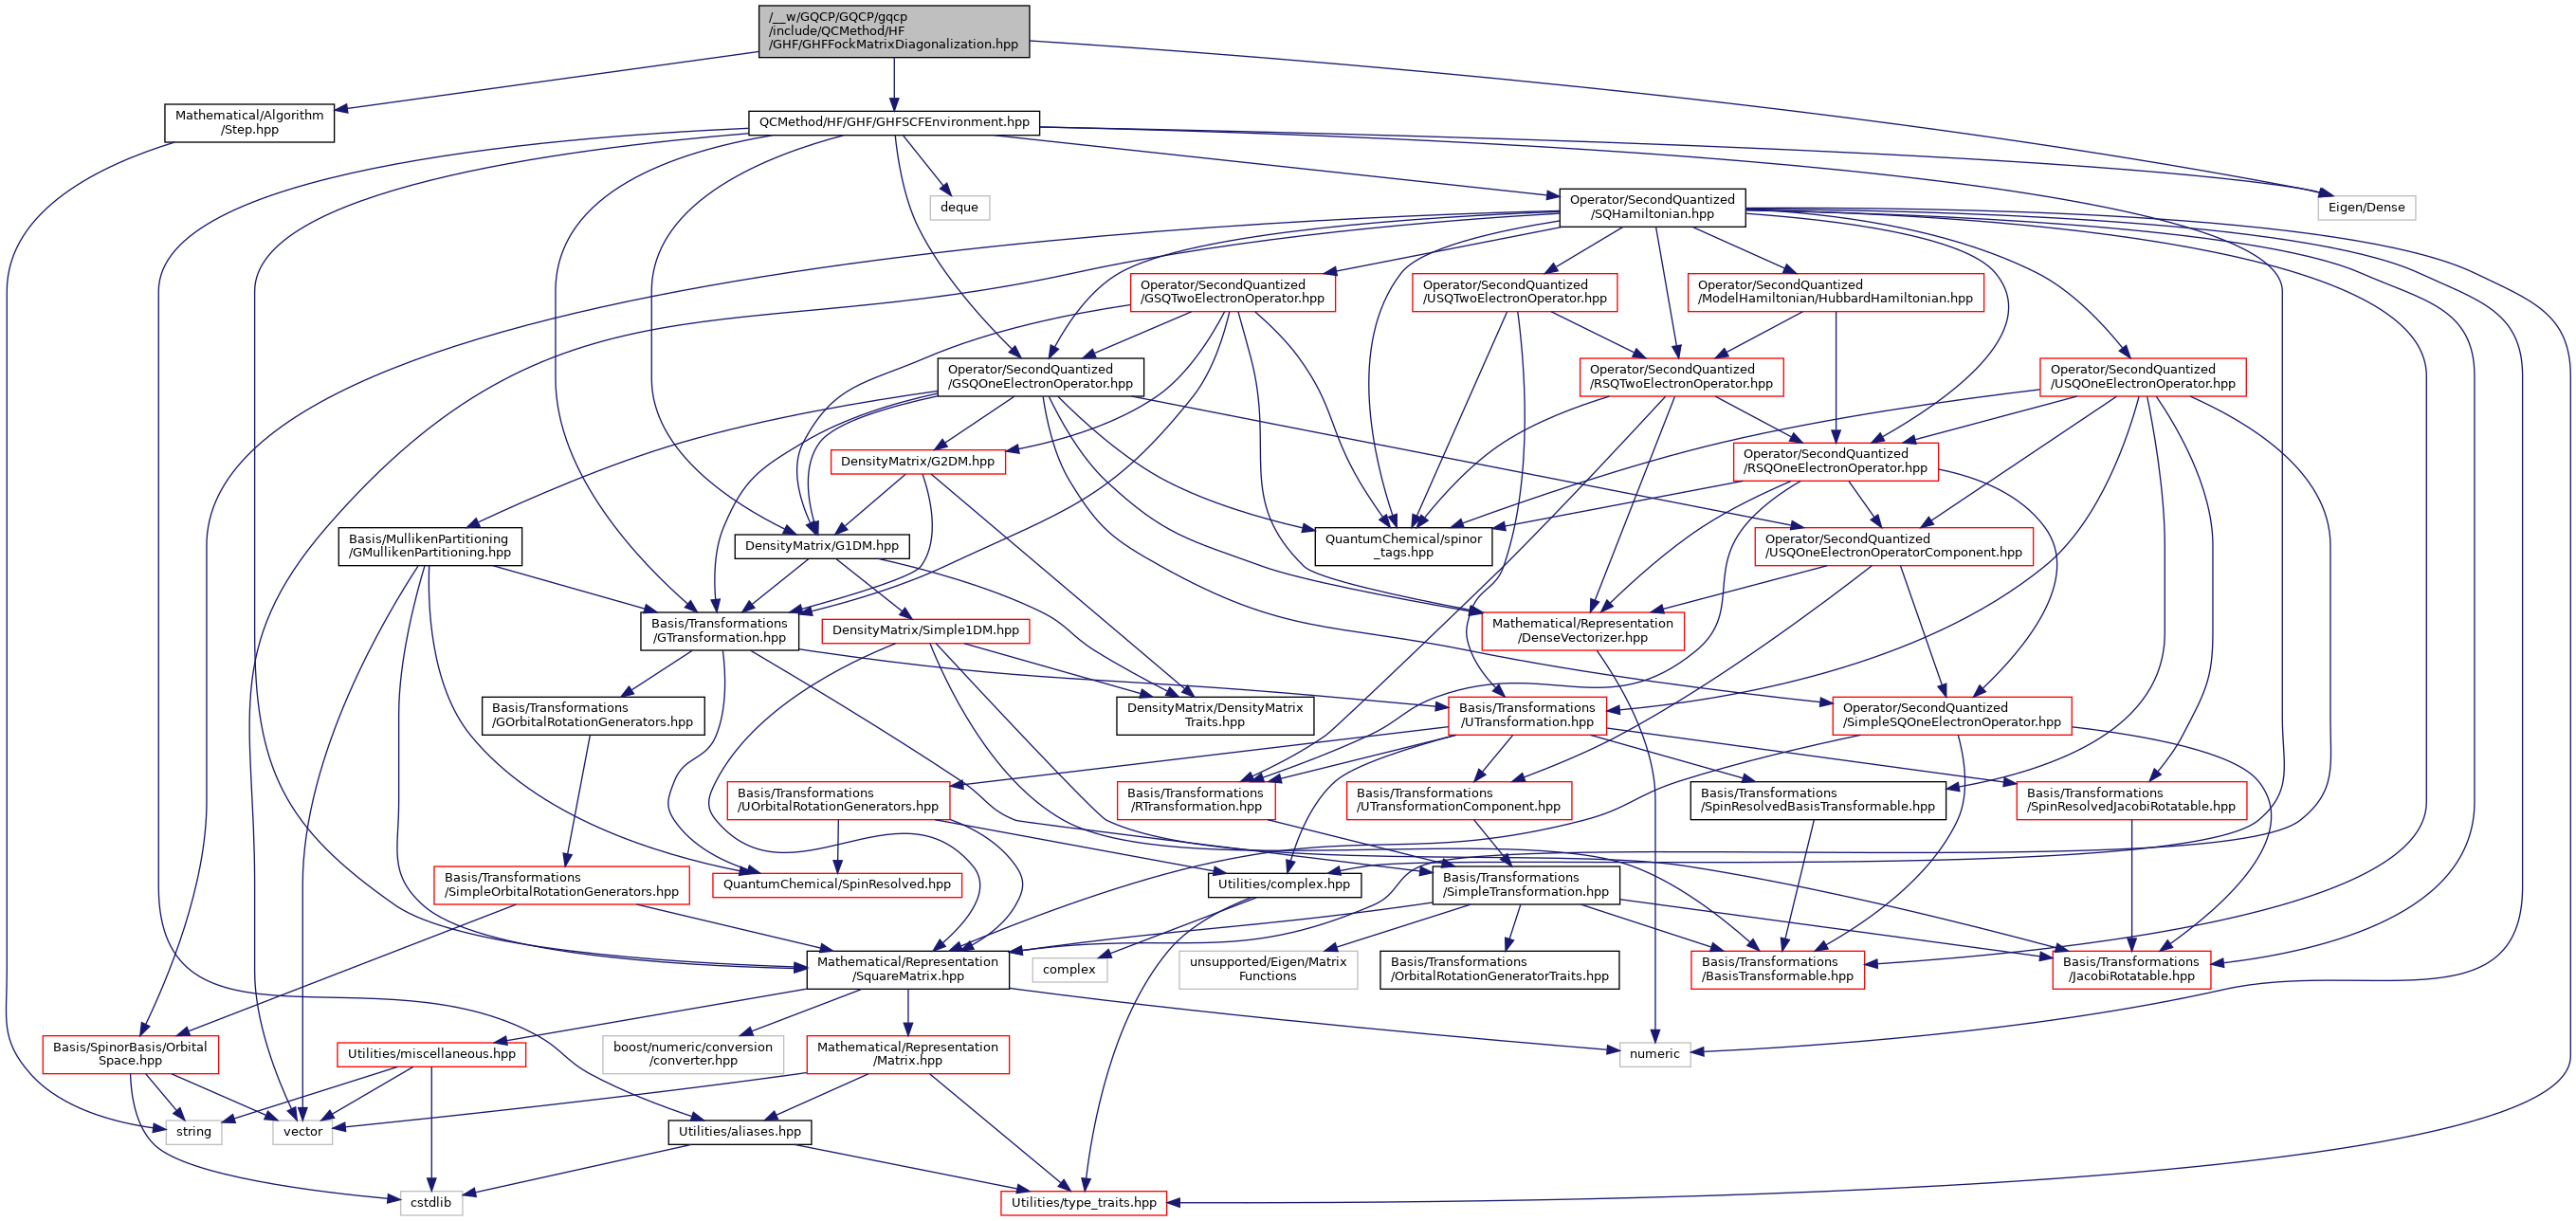 /__w/GQCP/GQCP/gqcp
/include/QCMethod/HF
/GHF/GHFFockMatrixDiagonalization.hpp
Mathematical/Algorithm
/Step.hpp
QCMethod/HF/GHF/GHFSCFEnvironment.hpp
deque
Operator/SecondQuantized
/SQHamiltonian.hpp
Eigen/Dense
Operator/SecondQuantized
/GSQTwoElectronOperator.hpp
Operator/SecondQuantized
/USQTwoElectronOperator.hpp
Operator/SecondQuantized
/ModelHamiltonian/HubbardHamiltonian.hpp
Operator/SecondQuantized
/GSQOneElectronOperator.hpp
Operator/SecondQuantized
/RSQTwoElectronOperator.hpp
Operator/SecondQuantized
/USQOneElectronOperator.hpp
DensityMatrix/G2DM.hpp
Operator/SecondQuantized
/RSQOneElectronOperator.hpp
Basis/MullikenPartitioning
/GMullikenPartitioning.hpp
DensityMatrix/G1DM.hpp
QuantumChemical/spinor
_tags.hpp
Operator/SecondQuantized
/USQOneElectronOperatorComponent.hpp
Basis/Transformations
/GTransformation.hpp
DensityMatrix/Simple1DM.hpp
Mathematical/Representation
/DenseVectorizer.hpp
Basis/Transformations
/GOrbitalRotationGenerators.hpp
DensityMatrix/DensityMatrix
Traits.hpp
Basis/Transformations
/UTransformation.hpp
Operator/SecondQuantized
/SimpleSQOneElectronOperator.hpp
Basis/Transformations
/UOrbitalRotationGenerators.hpp
Basis/Transformations
/RTransformation.hpp
Basis/Transformations
/UTransformationComponent.hpp
Basis/Transformations
/SpinResolvedBasisTransformable.hpp
Basis/Transformations
/SpinResolvedJacobiRotatable.hpp
Basis/Transformations
/SimpleOrbitalRotationGenerators.hpp
QuantumChemical/SpinResolved.hpp
Utilities/complex.hpp
Basis/Transformations
/SimpleTransformation.hpp
Mathematical/Representation
/SquareMatrix.hpp
complex
unsupported/Eigen/Matrix
Functions
Basis/Transformations
/OrbitalRotationGeneratorTraits.hpp
Basis/Transformations
/BasisTransformable.hpp
Basis/Transformations
/JacobiRotatable.hpp
Basis/SpinorBasis/Orbital
Space.hpp
Utilities/miscellaneous.hpp
boost/numeric/conversion
/converter.hpp
Mathematical/Representation
/Matrix.hpp
numeric
string
vector
Utilities/aliases.hpp
cstdlib
Utilities/type_traits.hpp